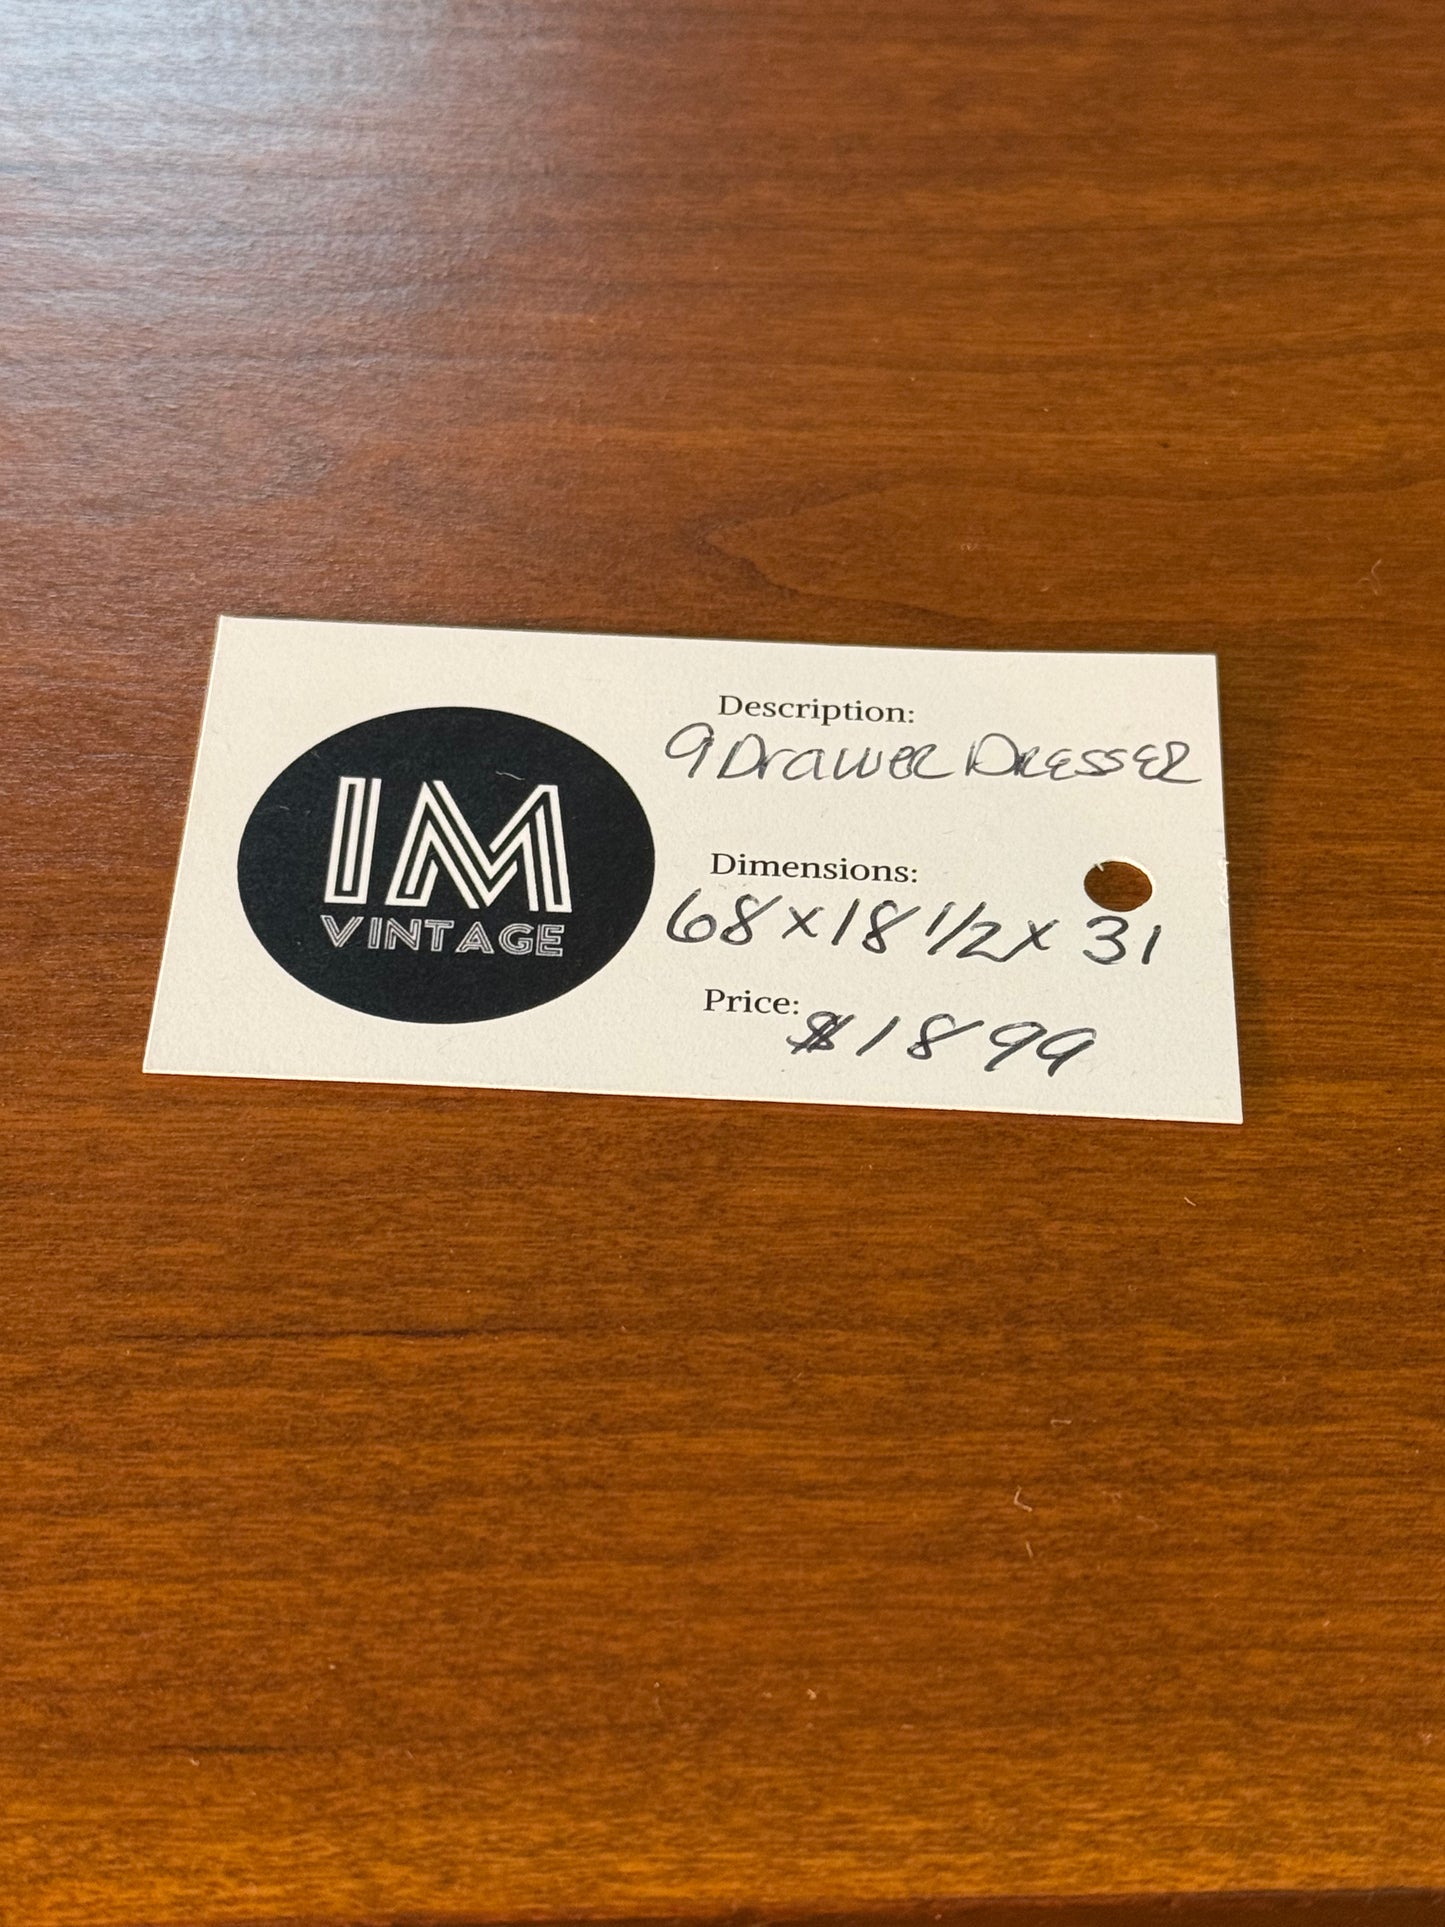 IM
VINTAGE
Description:
9 Drawer Dresser
Dimensions:
68 x 18 1/2 x 31
Price: $1899